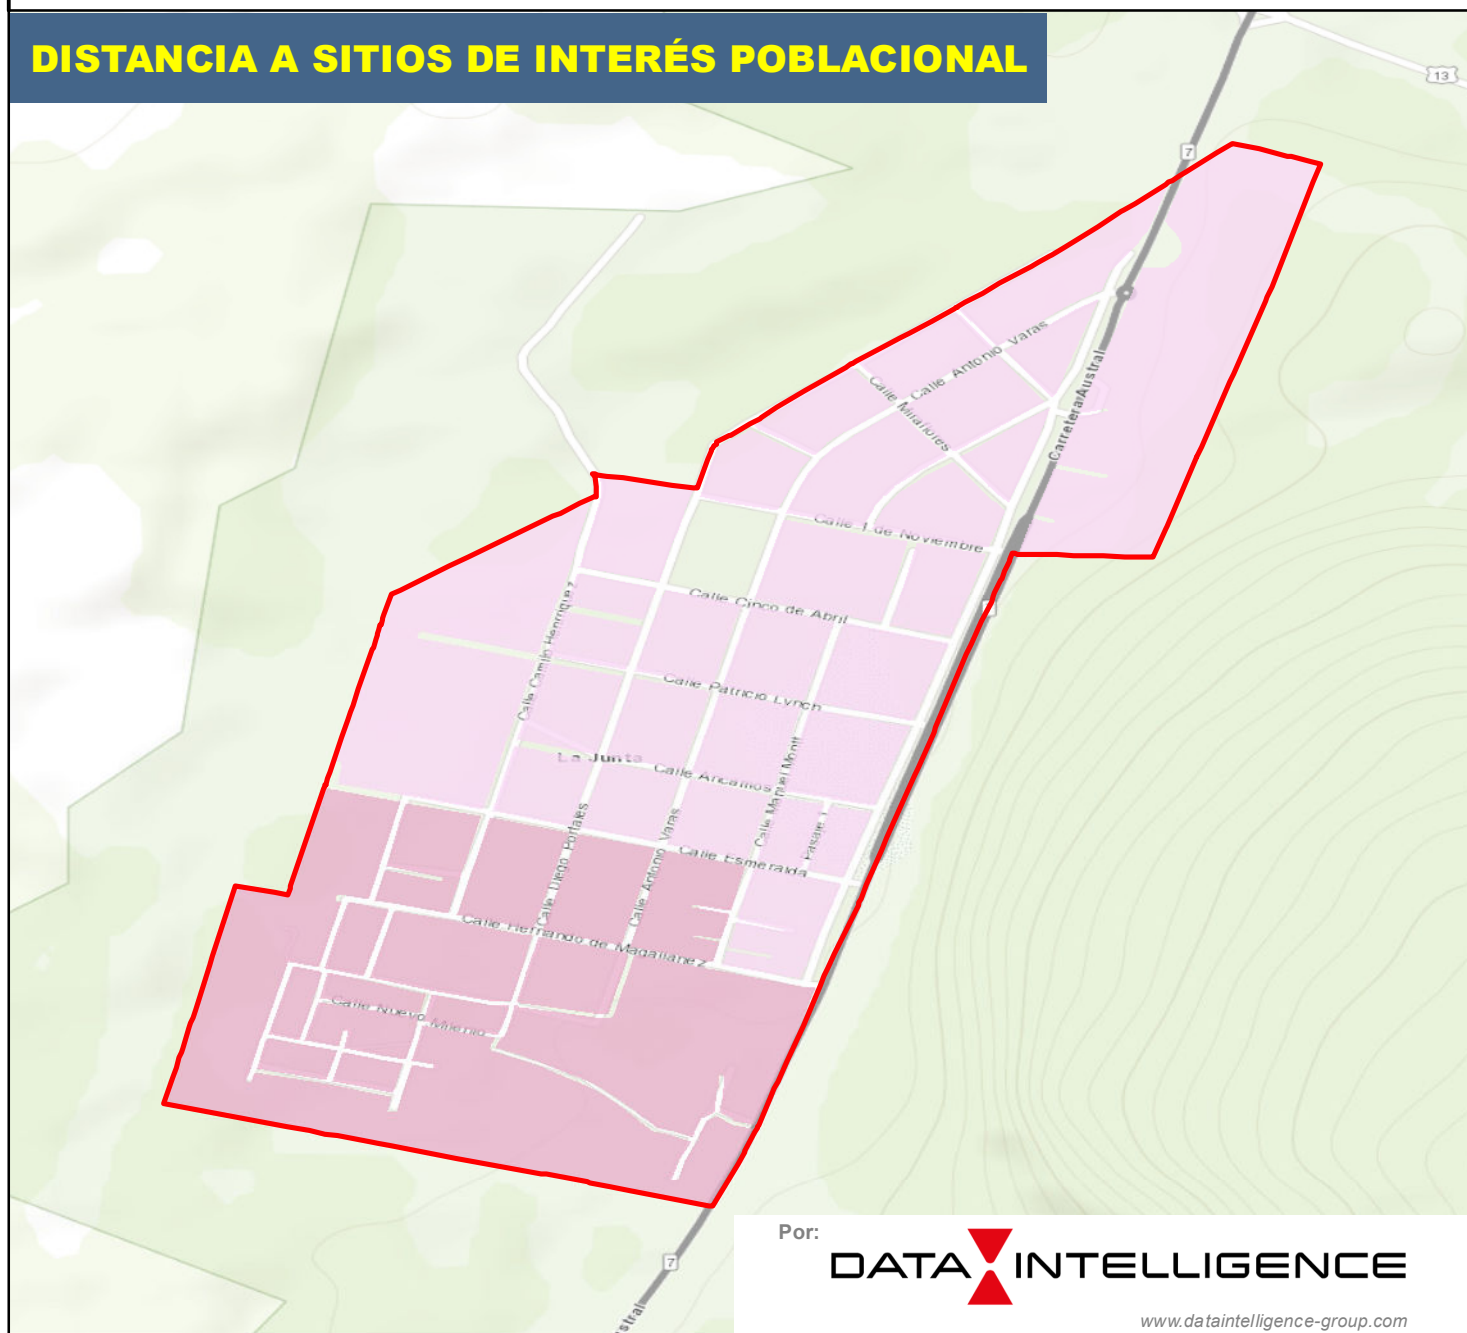 DISTANCIA A SITIOS DE INTERÉS POBLACIONAL
13
7
Calle Antonio Varas
Calle Miraflores
Carretera Austral
Calle 1 de Noviembre
Calle Cinco de Abril
Calle Camilo Henriquez
Calle Patricio Lynch
La Junta
Calle Ancamos
Calle Manuel Montt
Pasaje 1
Calle Diego Portales
Calle Antonio Varas
Calle Esmeralda
Calle Hernando de Magallanez
Calle Nuevo Milenio
7
stral
Por:
DATA INTELLIGENCE
www.dataintelligence-group.com